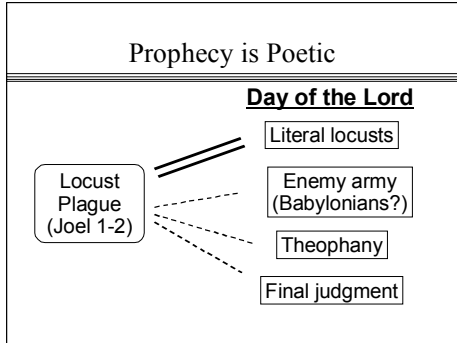 Prophecy is Poetic
Day of the Lord
Literal locusts
Locust
Plague
(Joel 1-2)
Enemy army
(Babylonians?)
Theophany
Final judgment